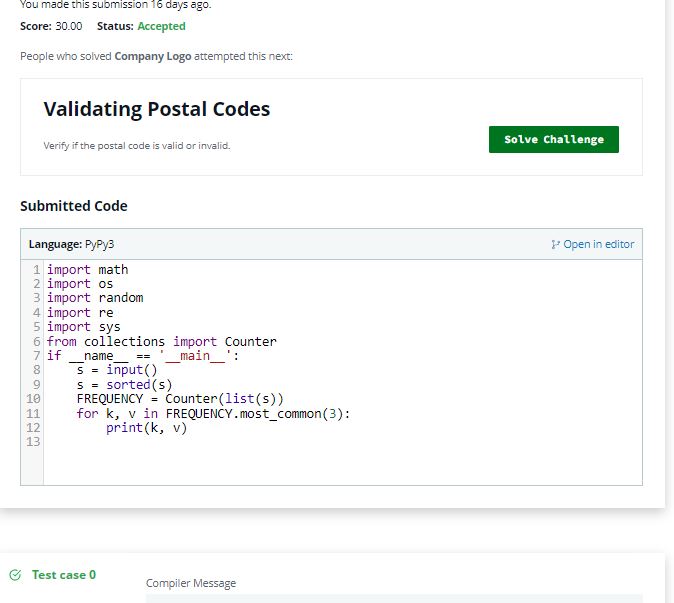 You made this submission 16 days ago.
Score: 30.00 Status: Accepted
People who solved Company Logo attempted this next:
Validating Postal Codes
Verify if the postal code is valid or invalid.
Solve Challenge
Submitted Code
Language: PyPy3 Open in editor
1 import math
2 import os
3 import random
4 import re
5 import sys
6 from collections import Counter
7 if __name__ == '__main__':
8     s = input()
9     s = sorted(s)
10     FREQUENCY = Counter(list(s))
11     for k, v in FREQUENCY.most_common(3):
12         print(k, v)
13
Test case 0
Compiler Message